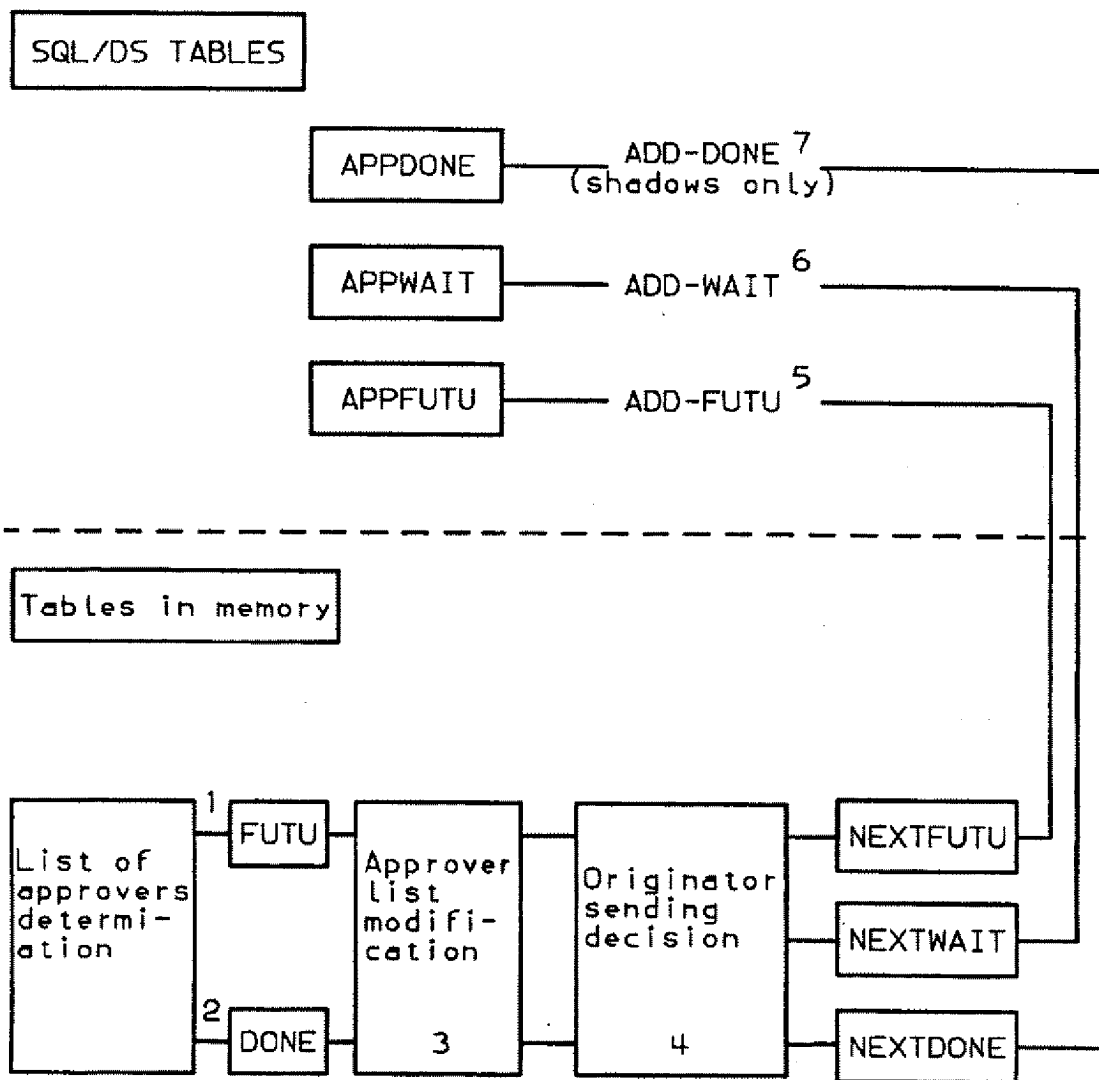 SQL/DS TABLES
APPDONE
ADD-DONE 7
(shadows only)
APPWAIT
ADD-WAIT 6
APPFUTU
ADD-FUTU 5
Tables in memory
List of
approvers
determi-
ation
1
FUTU
2
DONE
Approver
list
modifi-
cation
3
Originator
sending
decision
4
NEXTFUTU
NEXTWAIT
NEXTDONE